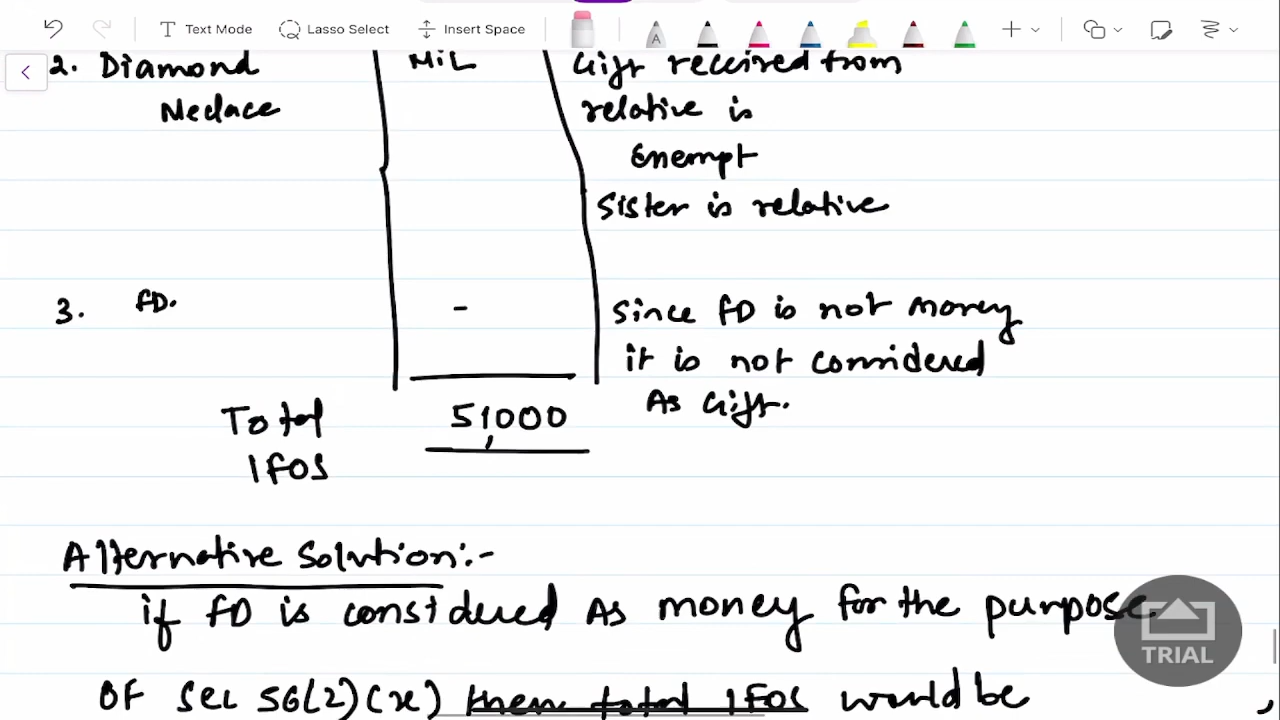 Text Mode Lasso Select Insert Space
A
2. Diamond NIL Gift received from
Neclace relative is
Exempt
Sister is relative
3. FD. - Since FD is not money
it is not considered
As Gift.
Total 51,000
IFOS
Alternative Solution:-
if FD is considered As money for the purpose.
TRIAL
OF Sec 56(2)(x) then total IFOS would be